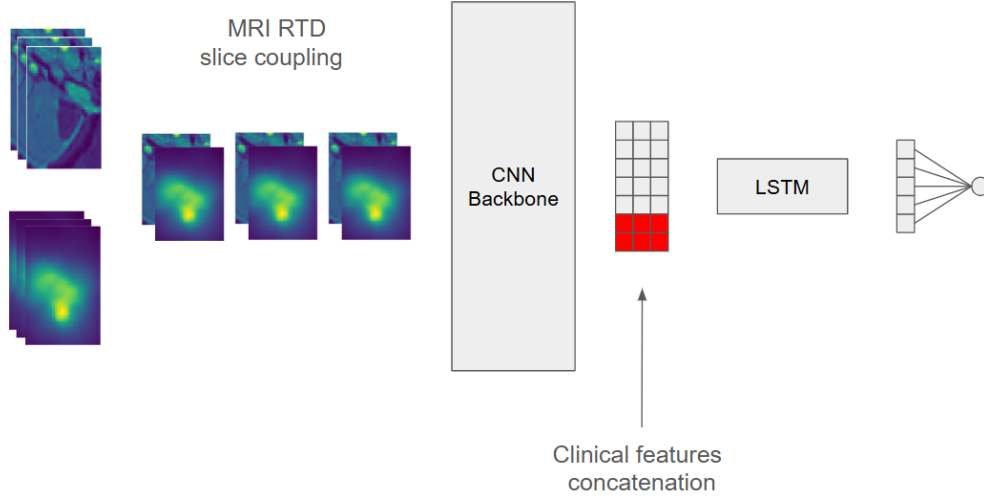 MRI RTD
slice coupling
CNN
Backbone
LSTM
Clinical features
concatenation